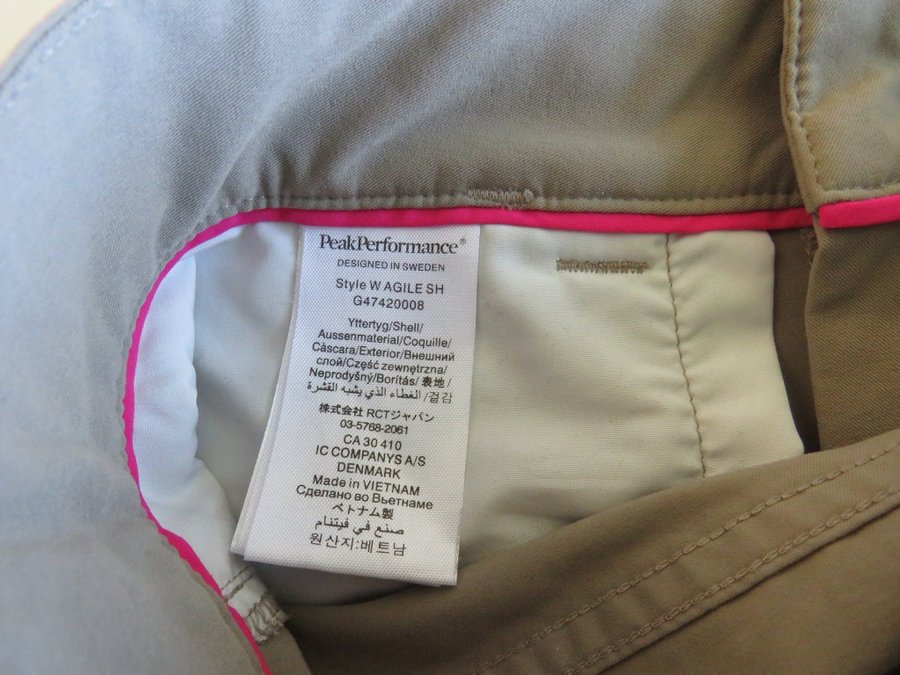 PeakPerformance®
DESIGNED IN SWEDEN
Style W AGILE SH
G47420008
Yttertyg/Shell/
Aussenmaterial/Coquille/
Càscara/Exterior/Внешний
слой/Część zewnętrzna/
Neprodyšný/Borítás/表地/
겉감/الغطاء الذي يشبه القشرة
株式会社 RCTジャパン
03-5768-2061
CA 30 410
IC COMPANYS A/S
DENMARK
Made in VIETNAM
Сделано во Вьетнаме
ベトナム製
صنع في فيتنام
원산지:베트남